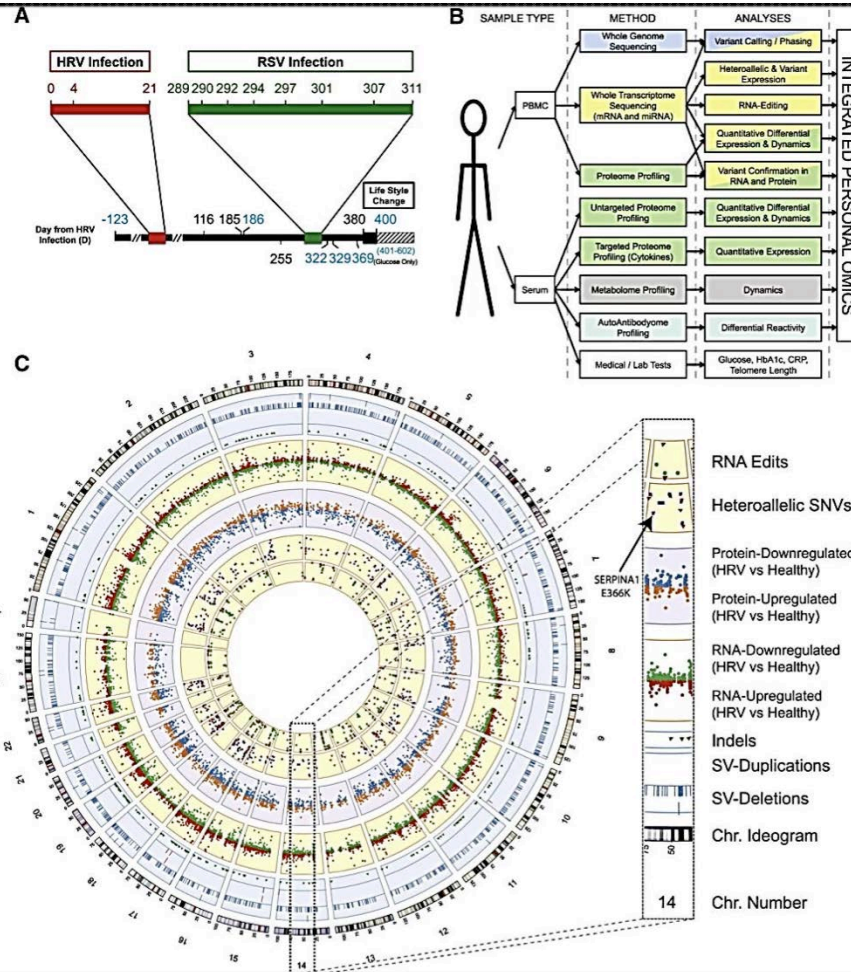 A
HRV Infection
RSV Infection
0 4 21
289 290 292 294 297 301 307 311
Life Style
Change
Day from HRV
Infection (D)
-123
116 185 186
380 400
255
322 329 369
(401-602)
(Glucose Only)
B
SAMPLE TYPE
METHOD
ANALYSES
PBMC
Serum
Whole Genome
Sequencing
Whole Transcriptome
Sequencing
(mRNA and miRNA)
Proteome Profiling
Untargeted Proteome
Profiling
Targeted Proteome
Profiling (Cytokines)
Metabolome Profiling
AutoAntibodyome
Profiling
Medical / Lab Tests
Variant Calling / Phasing
Heteroallelic & Variant
Expression
RNA-Editing
Quantitative Differential
Expression & Dynamics
Variant Confirmation in
RNA and Protein
Quantitative Differential
Expression & Dynamics
Quantitative Expression
Dynamics
Differential Reactivity
Glucose, HbA1c, CRP,
Telomere Length
INTEGRATED PERSONAL OMICS
C
1
2
3
4
5
6
8
9
10
11
12
13
14
15
16
17
18
19
20
21
22
RNA Edits
Heteroallelic SNVs
SERPINA1
E366K
Protein-Downregulated
(HRV vs Healthy)
Protein-Upregulated
(HRV vs Healthy)
RNA-Downregulated
(HRV vs Healthy)
RNA-Upregulated
(HRV vs Healthy)
Indels
SV-Duplications
SV-Deletions
Chr. Ideogram
75 50
14
Chr. Number